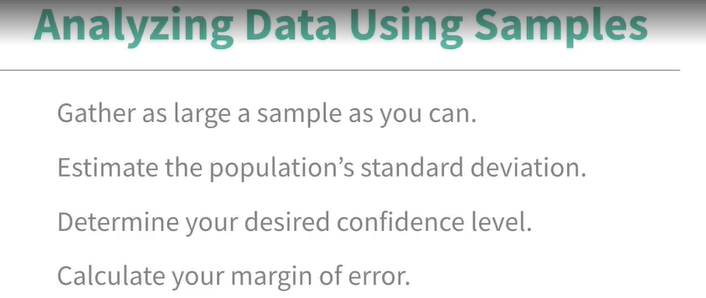 Analyzing Data Using Samples
Gather as large a sample as you can.
Estimate the population’s standard deviation.
Determine your desired confidence level.
Calculate your margin of error.